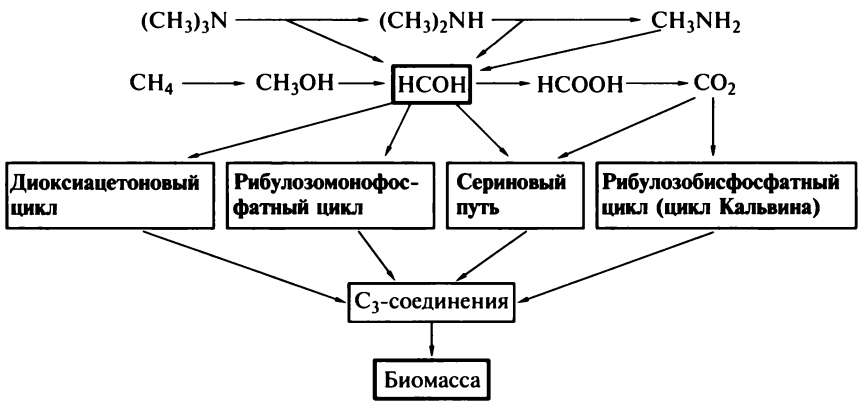 (CH₃)₃N (CH₃)₂NH CH₃NH₂
CH₄ CH₃OH HCOH HCOOH CO₂
Диоксиацетоновый
цикл
Рибулозомонофос-
фатный цикл
Сериновый
путь
Рибулозобисфосфатный
цикл (цикл Кальвина)
C₃-соединения
Биомасса